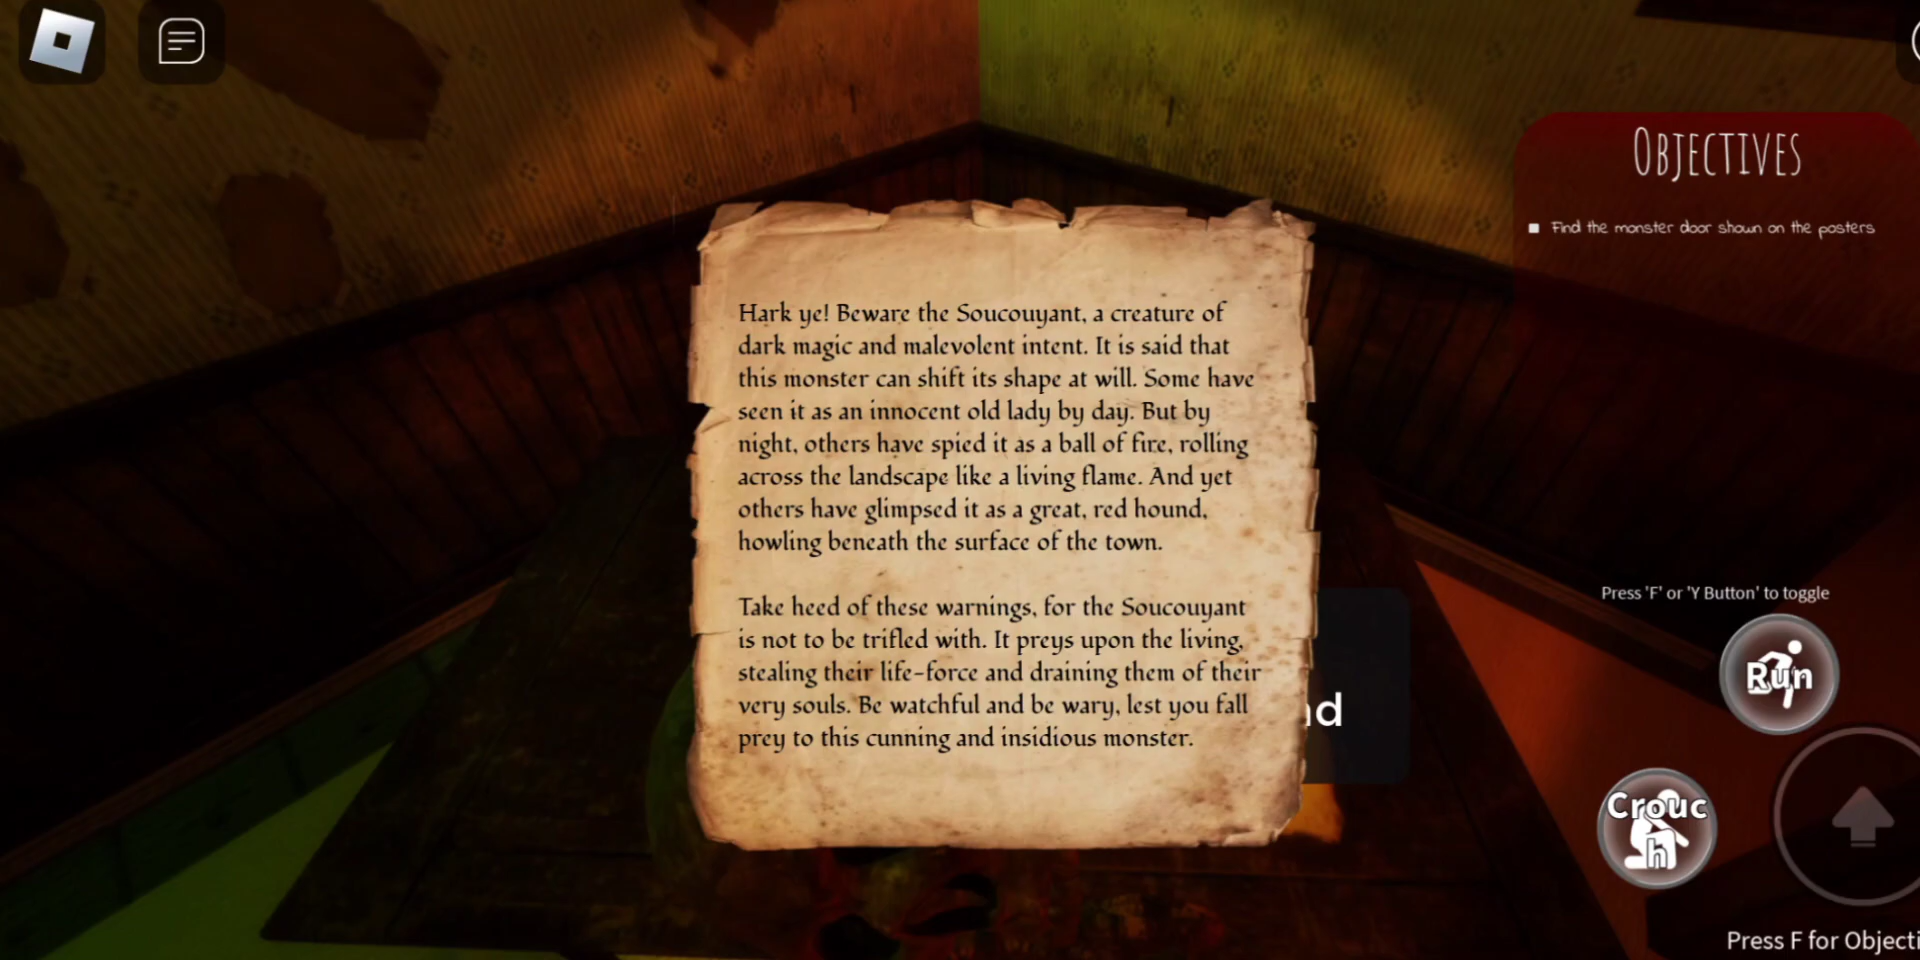 OBJECTIVES
Find the monster door shown on the posters
Hark ye! Beware the Soucouyant, a creature of
dark magic and malevolent intent. It is said that
this monster can shift its shape at will. Some have
seen it as an innocent old lady by day. But by
night, others have spied it as a ball of fire, rolling
across the landscape like a living flame. And yet
others have glimpsed it as a great, red hound,
howling beneath the surface of the town.
Take heed of these warnings, for the Soucouyant
is not to be trifled with. It preys upon the living,
stealing their life-force and draining them of their
very souls. Be watchful and be wary, lest you fall
prey to this cunning and insidious monster.
Press 'F' or 'Y Button' to toggle
Run
Crouc
h
Press F for Objecti